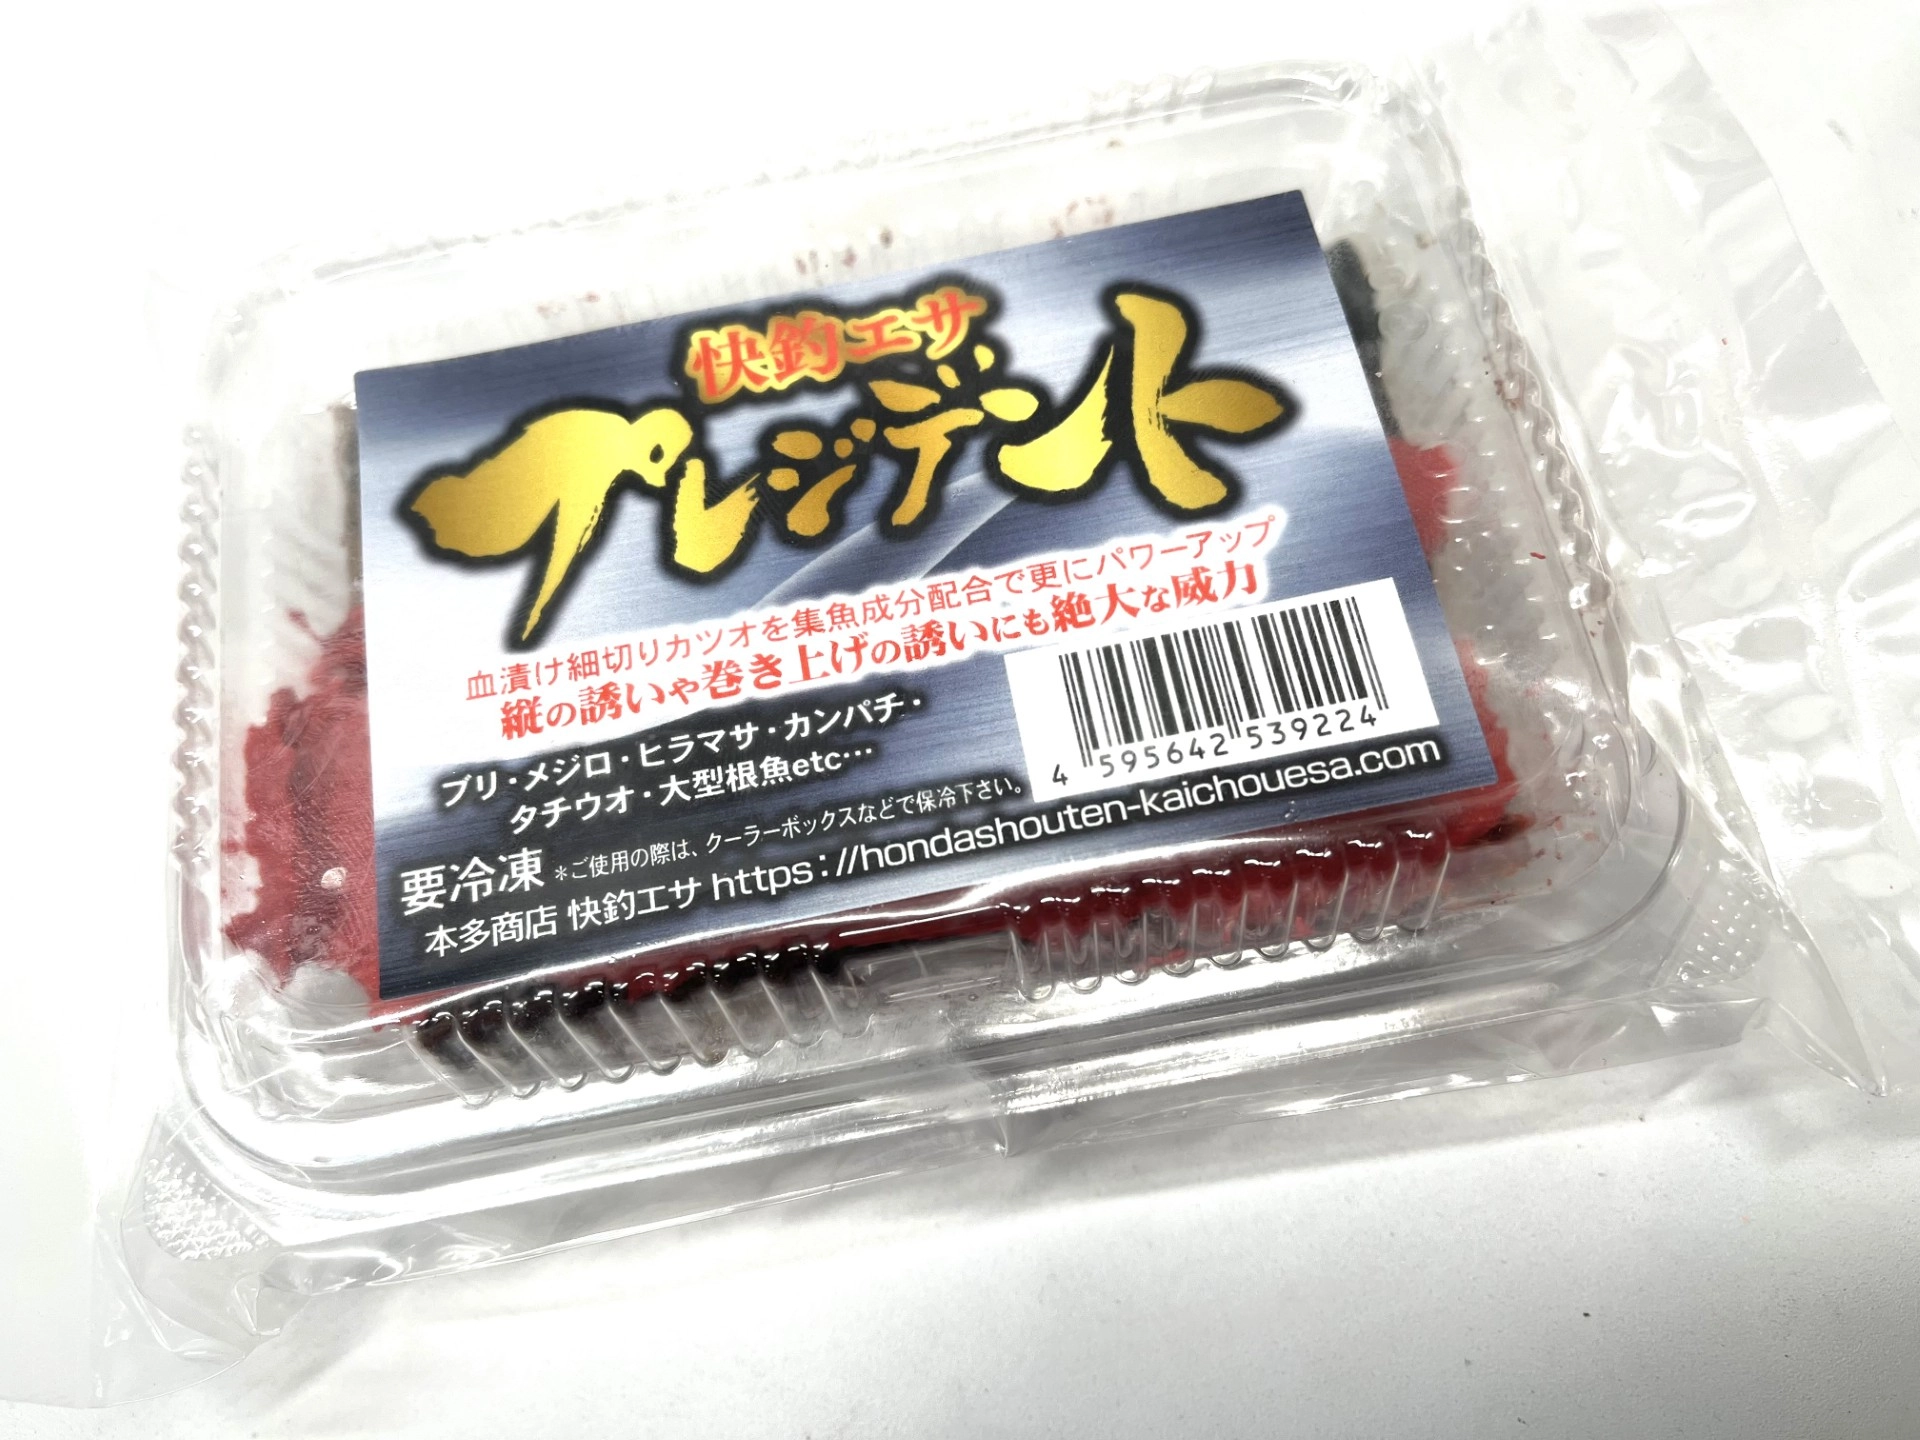 快釣エサ
プレジデント
血漬け細切りカツオを集魚成分配合で更にパワーアップ
縦の誘いや巻き上げの誘いにも絶大な威力
ブリ・メジロ・ヒラマサ・カンパチ・
タチウオ・大型根魚etc…
4 595642 539224
要冷凍 *ご使用の際は、クーラーボックスなどで保冷下さい。
本多商店 快釣エサ https://hondashouten-kaichouesa.com